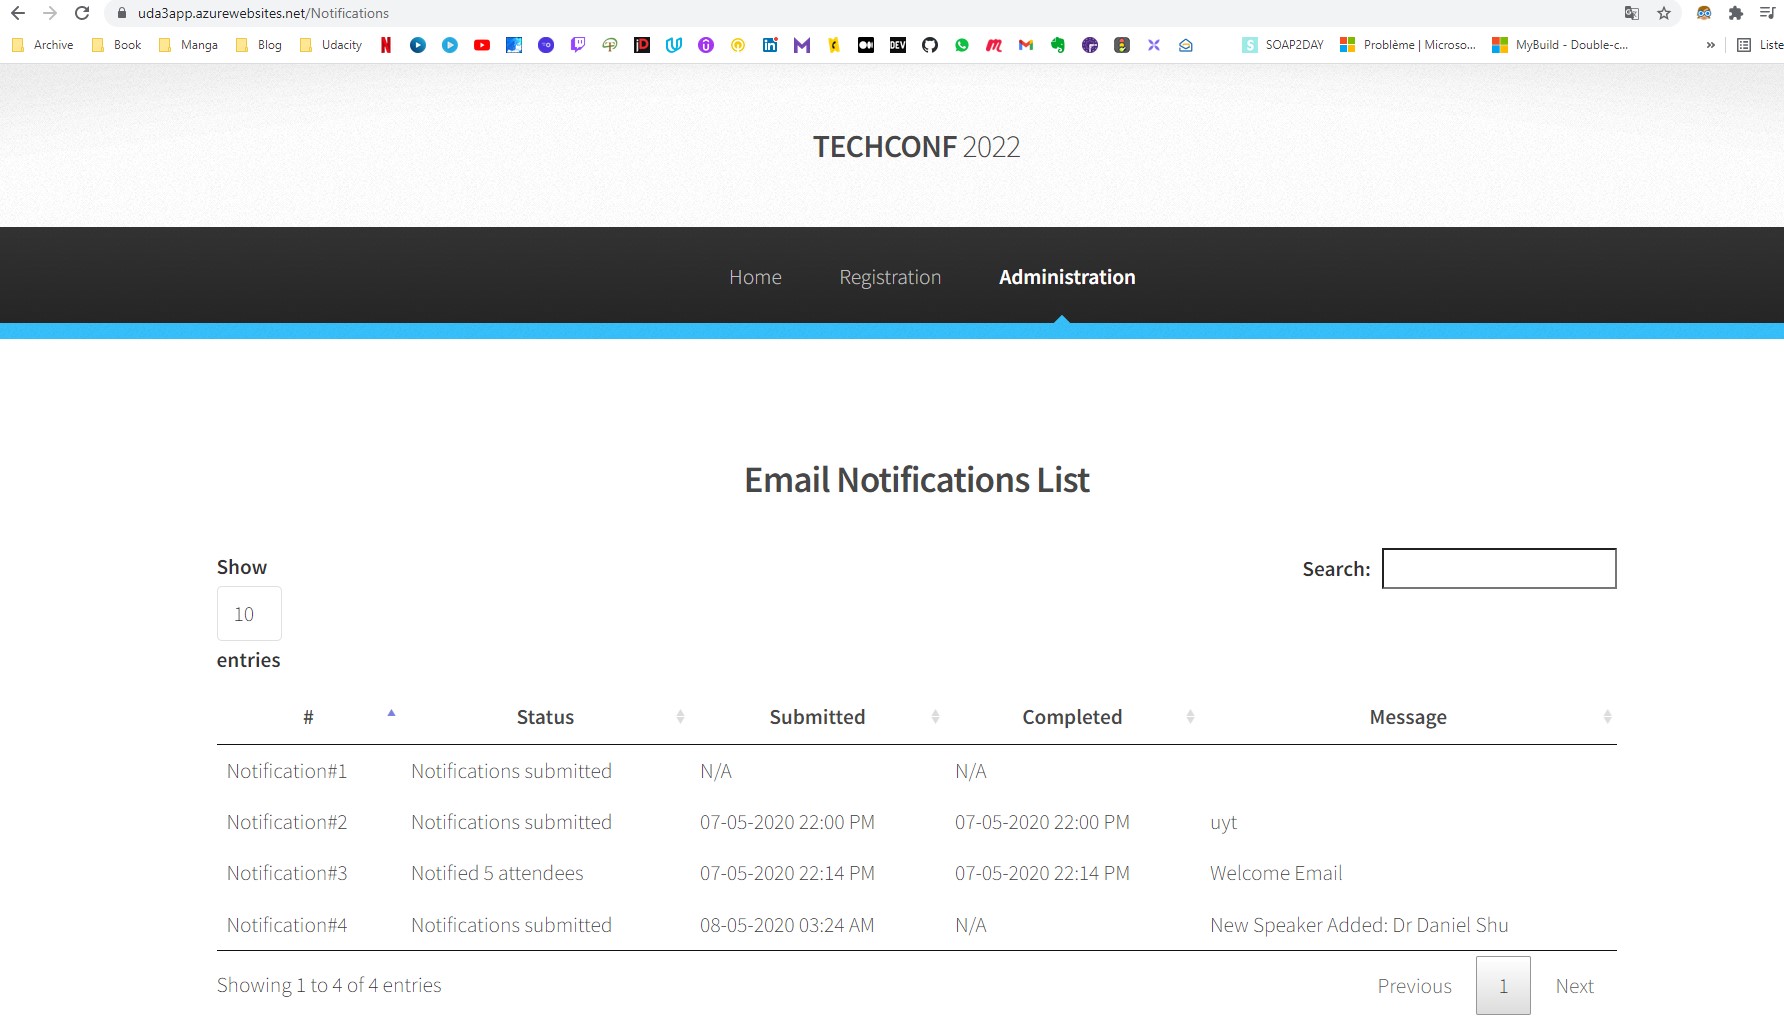 uda3app.azurewebsites.net/Notifications
Archive Book Manga Blog Udacity SOAP2DAY Problème | Microso... MyBuild - Double-c... » Liste
TECHCONF 2022
Home Registration Administration
Email Notifications List
Show
Search:
10
entries
# Status Submitted Completed Message
Notification#1 Notifications submitted N/A N/A
Notification#2 Notifications submitted 07-05-2020 22:00 PM 07-05-2020 22:00 PM uyt
Notification#3 Notified 5 attendees 07-05-2020 22:14 PM 07-05-2020 22:14 PM Welcome Email
Notification#4 Notifications submitted 08-05-2020 03:24 AM N/A New Speaker Added: Dr Daniel Shu
Showing 1 to 4 of 4 entries Previous 1 Next